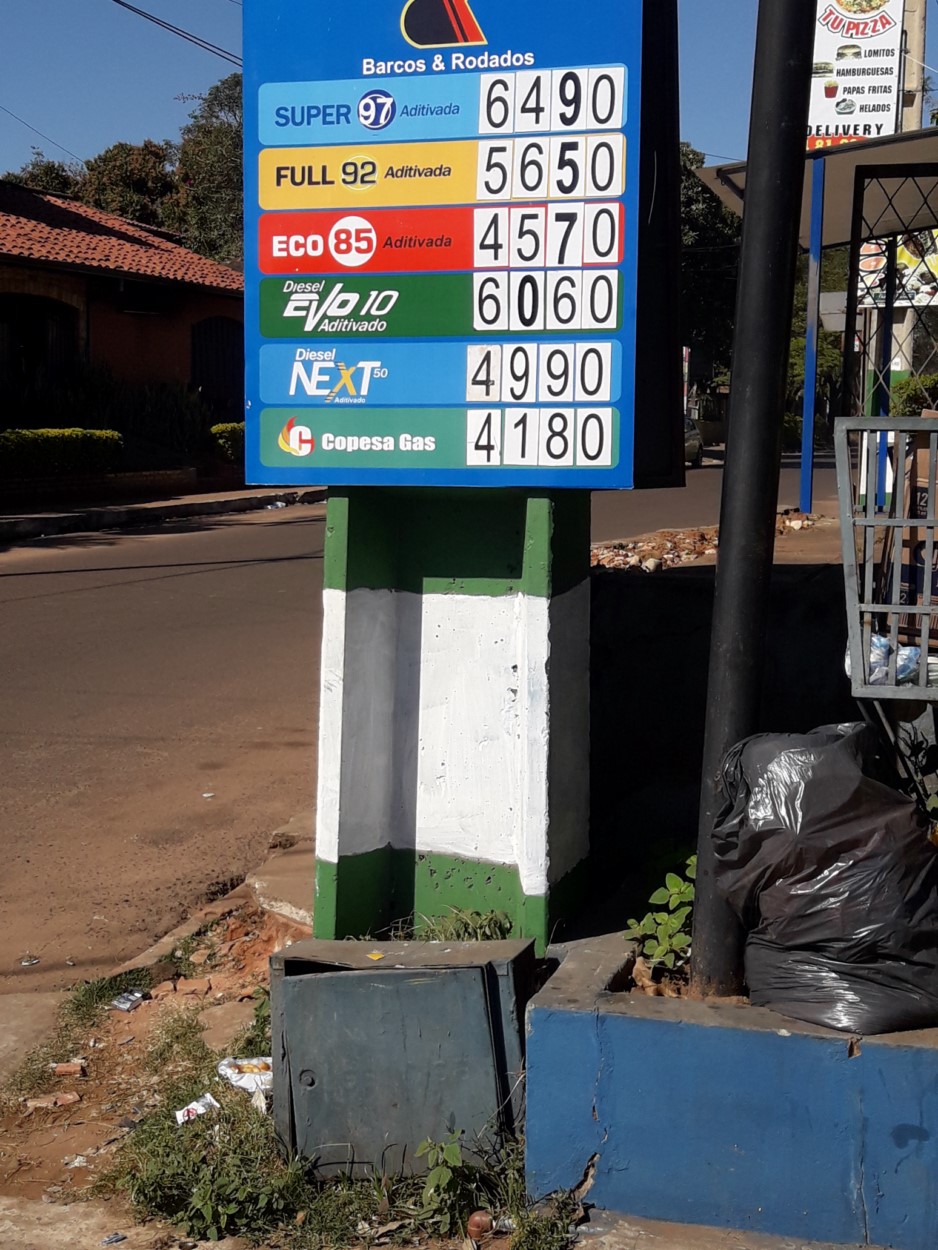 Barcos & Rodados
SUPER 97 Aditivada 6490
FULL 92 Aditivada 5650
ECO 85 Aditivada 4570
Diesel EVO 10 Aditivado 6060
Diesel NEXT 50 Aditivado 4990
C Copesa Gas 4180
TU PIZZA
LOMITOS
HAMBURGUESAS
PAPAS FRITAS
HELADOS
DELIVERY